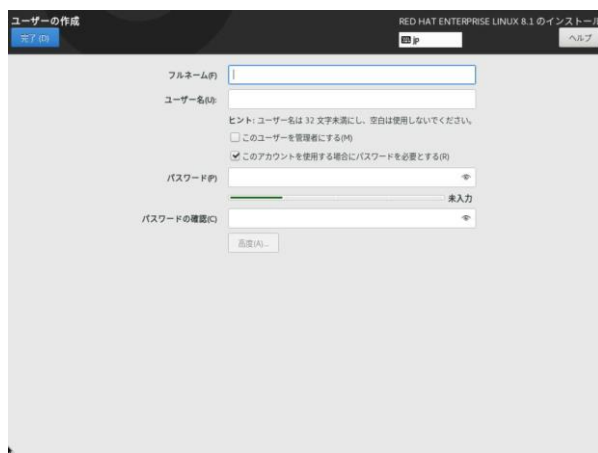 ユーザーの作成
RED HAT ENTERPRISE LINUX 8.1 のインストール
完了 (D)
jp
ヘルプ
フルネーム(F)
ユーザー名(U):
ヒント: ユーザー名は 32 文字未満にし、空白は使用しないでください。
このユーザーを管理者にする(M)
このアカウントを使用する場合にパスワードを必要とする(R)
パスワード(P)
未入力
パスワードの確認(C)
高度(A)...